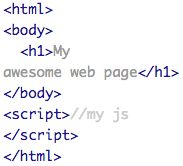 <html>
<body>
  <h1>My
awesome web page</h1>
</body>
<script>//my js
</script>
</html>